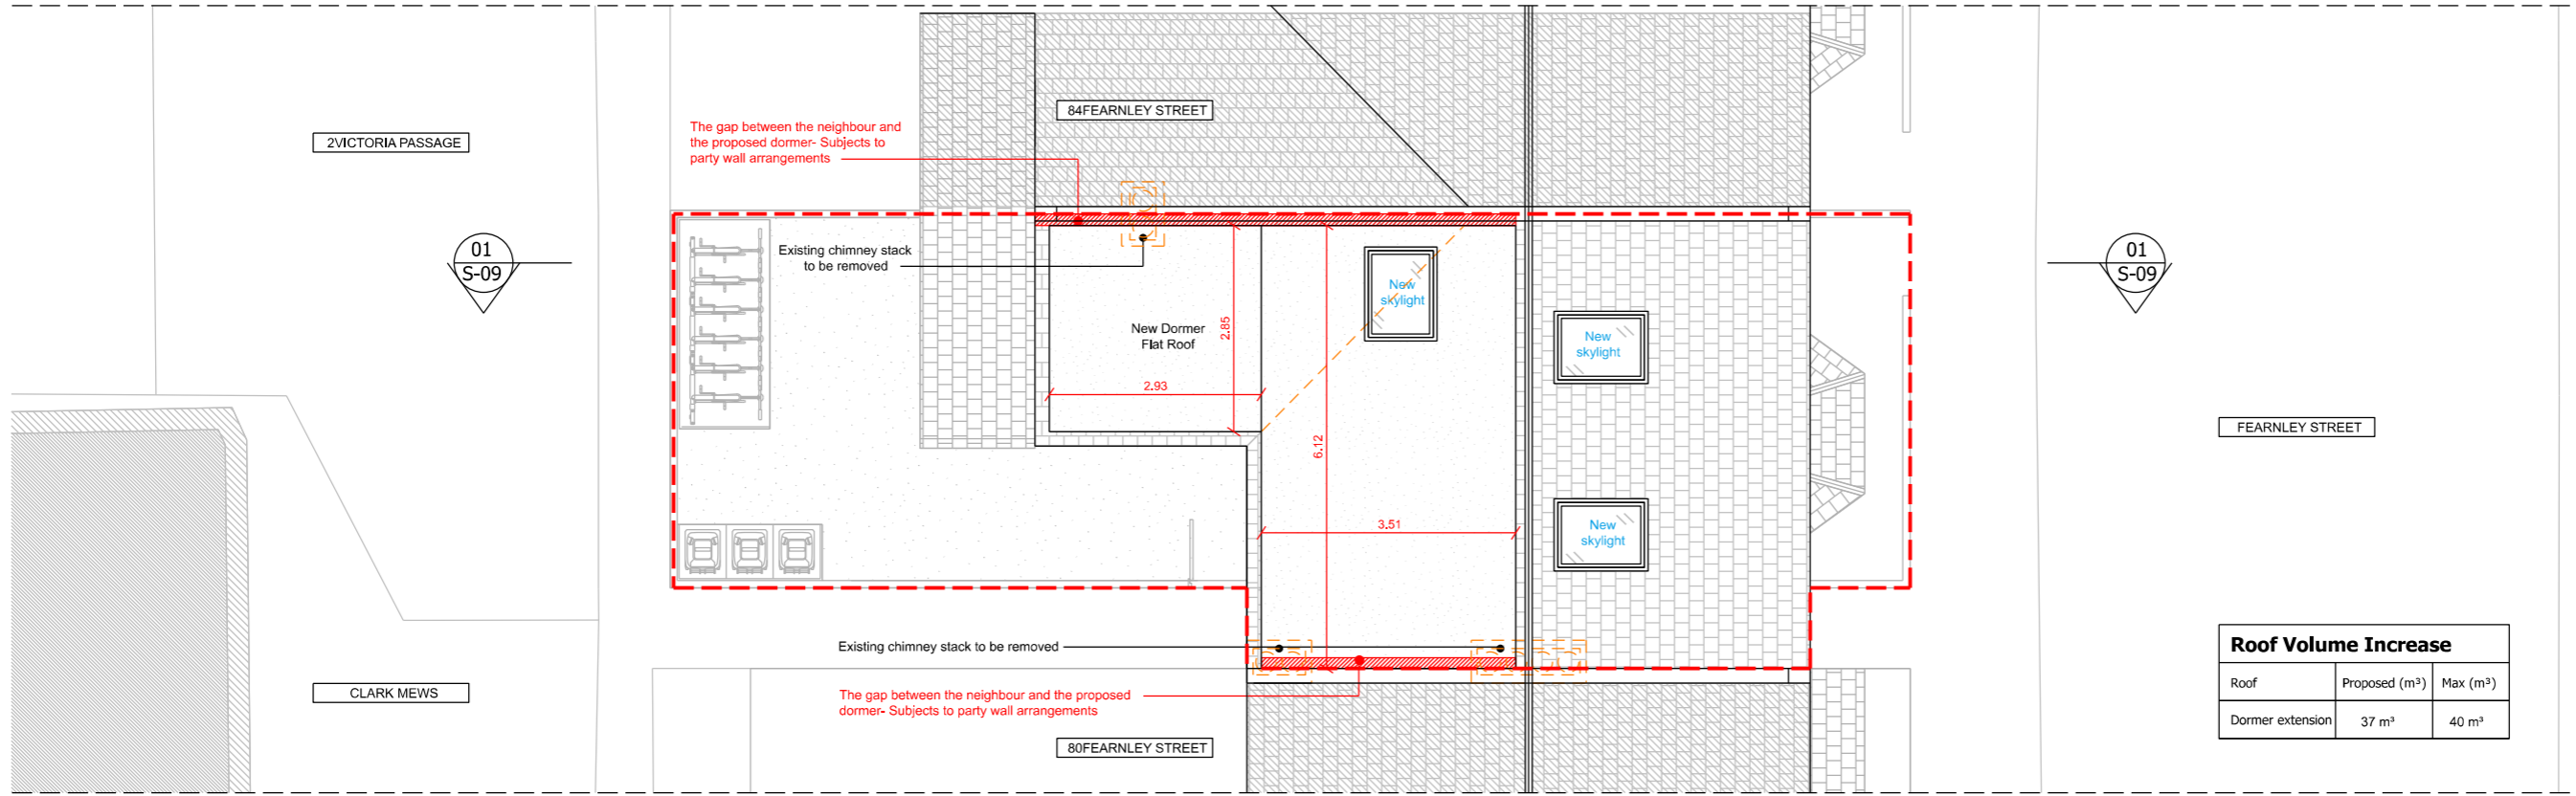 84FEARNLEY STREET
2VICTORIA PASSAGE
The gap between the neighbour and
the proposed dormer- Subjects to
party wall arrangements
01
S-09
Existing chimney stack
to be removed
New Dormer
Flat Roof
2.85
2.93
New
skylight
6.12
3.51
New
skylight
New
skylight
01
S-09
FEARNLEY STREET
Existing chimney stack to be removed
The gap between the neighbour and the proposed
dormer- Subjects to party wall arrangements
CLARK MEWS
80FEARNLEY STREET
Roof Volume Increase
Roof Proposed (m³) Max (m³)
Dormer extension 37 m³ 40 m³